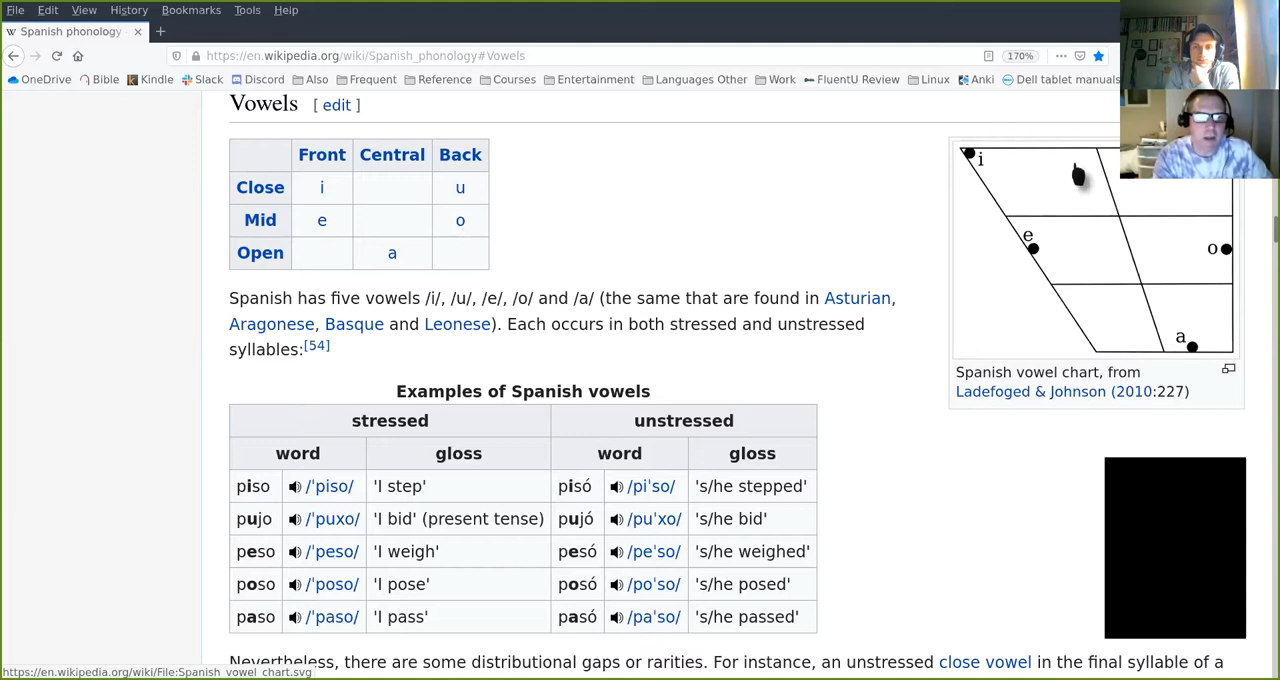 File Edit View History Bookmarks Tools Help
W Spanish phonology × +
https://en.wikipedia.org/wiki/Spanish_phonology#Vowels 170%
OneDrive Bible Kindle Slack Discord Also Frequent Reference Courses Entertainment Languages Other Work FluentU Review Linux Anki Dell tablet manuals
Vowels [ edit ]
Front Central Back
Close i u
Mid e o
Open a
i
e
o
a
Spanish vowel chart, from
Ladefoged & Johnson (2010:227)
Spanish has five vowels /i/, /u/, /e/, /o/ and /a/ (the same that are found in Asturian,
Aragonese, Basque and Leonese). Each occurs in both stressed and unstressed
syllables:[54]
Examples of Spanish vowels
stressed unstressed
word gloss word gloss
piso /ˈpiso/ 'I step' pisó /piˈso/ 's/he stepped'
pujo /ˈpuxo/ 'I bid' (present tense) pujó /puˈxo/ 's/he bid'
peso /ˈpeso/ 'I weigh' pesó /peˈso/ 's/he weighed'
poso /ˈposo/ 'I pose' posó /poˈso/ 's/he posed'
paso /ˈpaso/ 'I pass' pasó /paˈso/ 's/he passed'
Nevertheless, there are some distributional gaps or rarities. For instance, an unstressed close vowel in the final syllable of a
https://en.wikipedia.org/wiki/File:Spanish_vowel_chart.svg